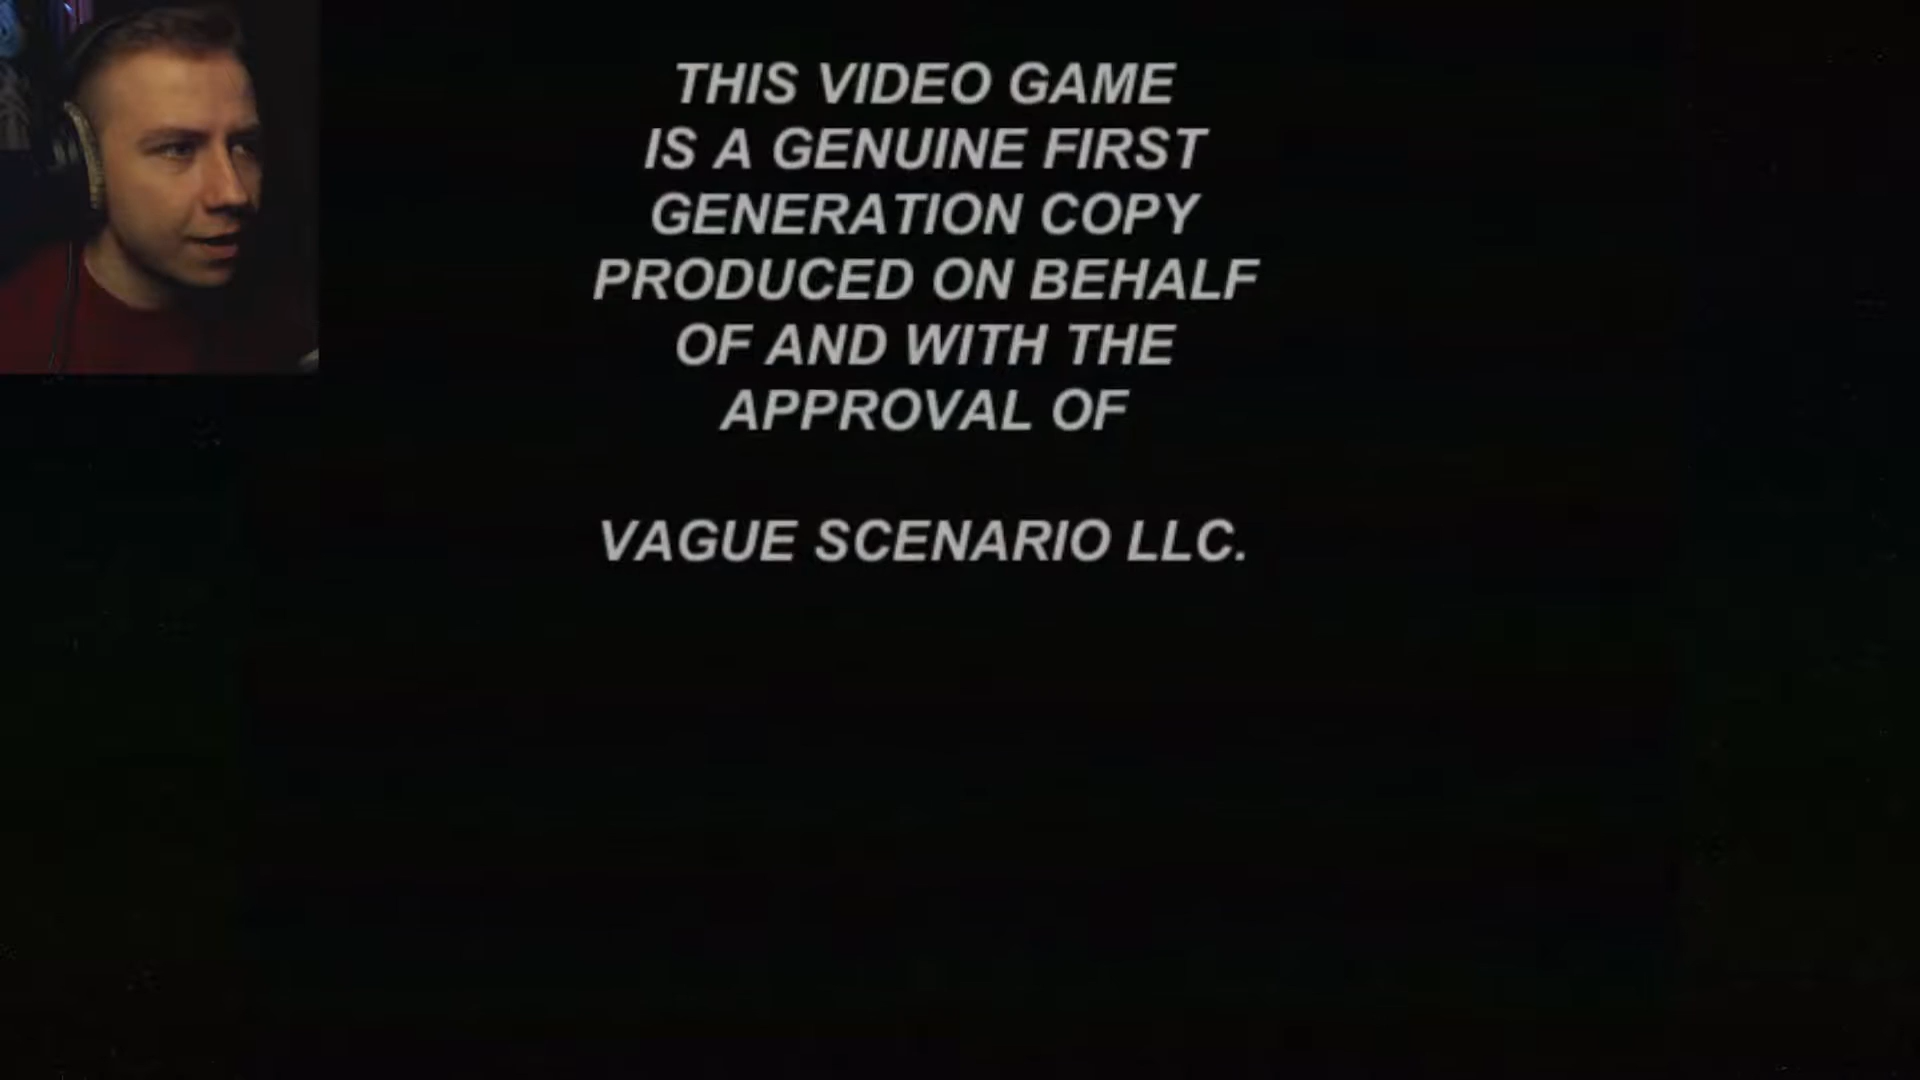 THIS VIDEO GAME
IS A GENUINE FIRST
GENERATION COPY
PRODUCED ON BEHALF
OF AND WITH THE
APPROVAL OF
VAGUE SCENARIO LLC.